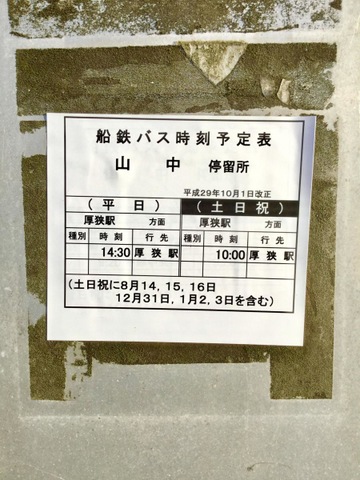 船鉄バス時刻予定表
山中 停留所
平成29年10月1日改正
(平日) (土日祝)
厚狭駅 方面 厚狭駅 方面
種別 時刻 行先 種別 時刻 行先
14:30 厚狭駅 10:00 厚狭駅
(土日祝に8月14, 15, 16日
12月31日, 1月2, 3日を含む)